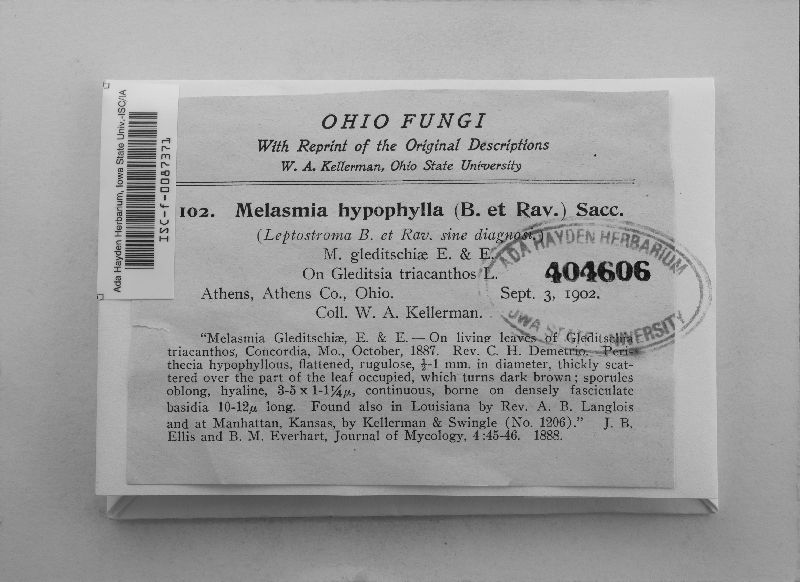 OHIO FUNGI
With Reprint of the Original Descriptions
W. A. Kellerman, Ohio State University
102. Melasmia hypophylla (B. et Rav.) Sacc.
(Leptostroma B. et Rav. sine diagnosi.)
M. gleditschiæ E. & E.
On Gleditsia triacanthos L.
Athens, Athens Co., Ohio. Sept. 3, 1902.
Coll. W. A. Kellerman.
"Melasmia Gleditschiæ, E. & E. — On living leaves of Gleditschia
triacanthos, Concordia, Mo., October, 1887. Rev. C. H. Demetrio. Peri-
thecia hypophyllous, flattened, rugulose, ½-1 mm. in diameter, thickly scat-
tered over the part of the leaf occupied, which turns dark brown; sporules
oblong, hyaline, 3-5 x 1-1¼µ, continuous, borne on densely fasciculate
basidia 10-12µ long. Found also in Louisiana by Rev. A. B. Langlois
and at Manhattan, Kansas, by Kellerman & Swingle (No. 1206)." J. B.
Ellis and B. M. Everhart, Journal of Mycology, 4:45-46. 1888.
ADA HAYDEN HERBARIUM
404606
IOWA STATE UNIVERSITY
Ada Hayden Herbarium, Iowa State Univ.-ISC/IA
ISC-f-0087371